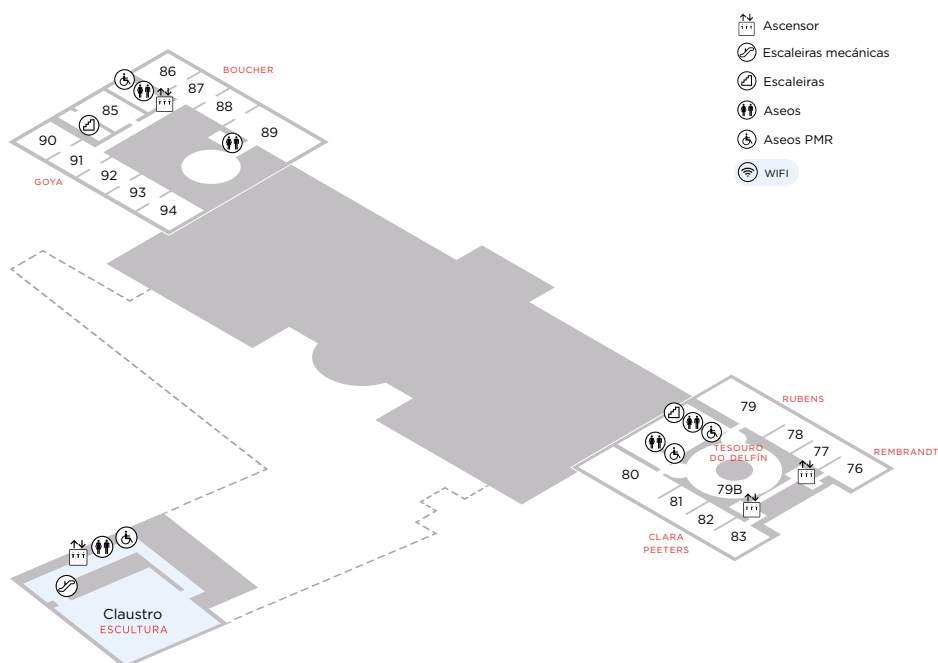 Ascensor
Escaleiras mecánicas
Escaleiras
Aseos
Aseos PMR
WIFI
86
BOUCHER
87
88
85
89
90
91
92
GOYA
93
94
79
RUBENS
78
TESOURO
DO DELFÍN
77
REMBRANDT
76
80
79B
81
82
83
CLARA
PEETERS
Claustro
ESCULTURA